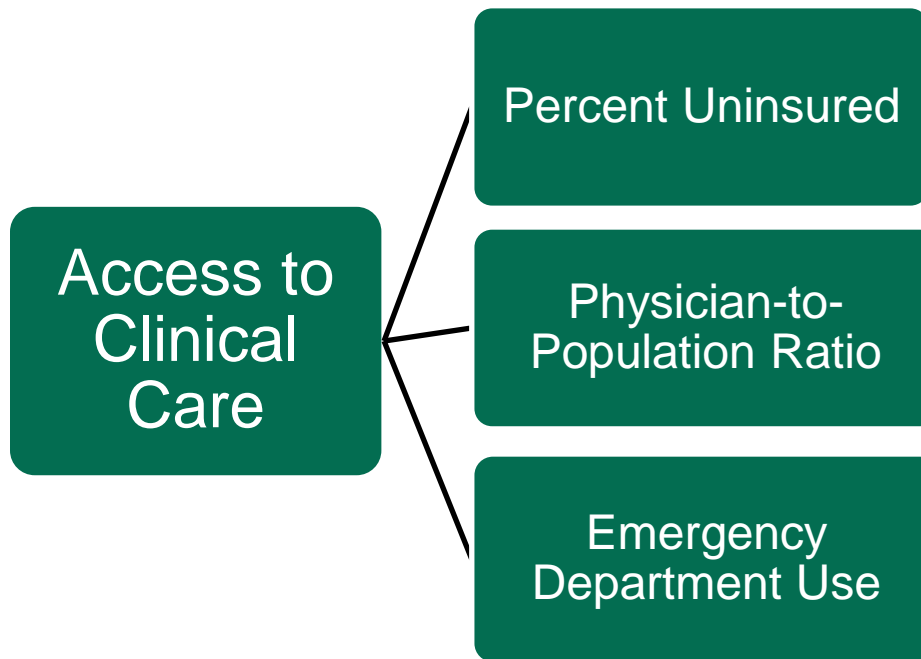 Access to
Clinical
Care
Percent Uninsured
Physician-to-
Population Ratio
Emergency
Department Use